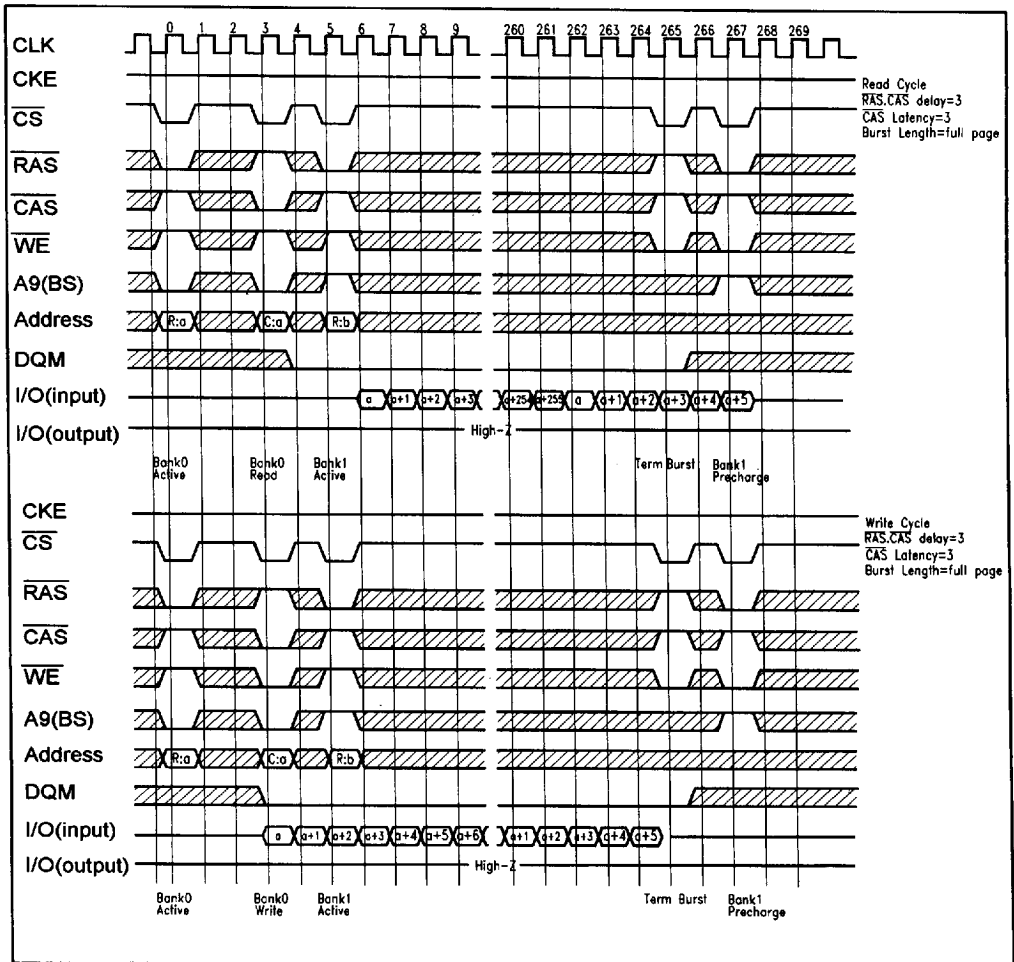 0 1 2 3 4 5 6 7 8 9 260 261 262 263 264 265 266 267 268 269
CLK
CKE
Read Cycle
CS
RAS.CAS delay=3
CAS Latency=3
Burst Length=full page
RAS
CAS
WE
A9(BS)
Address R:a C:a R:b
DQM
I/O(input) a a+1 a+2 a+3 a+254 a+255 a a+1 a+2 a+3 a+4 a+5
I/O(output) High-Z
Bank0 Active
Bank0 Read
Bank1 Active
Term Burst
Bank1 Precharge
CKE
Write Cycle
CS
RAS.CAS delay=3
CAS Latency=3
Burst Length=full page
RAS
CAS
WE
A9(BS)
Address R:a C:a R:b
DQM
I/O(input) a a+1 a+2 a+3 a+4 a+5 a+6 a+1 a+2 a+3 a+4 a+5
I/O(output) High-Z
Bank0 Active
Bank0 Write
Bank1 Active
Term Burst
Bank1 Precharge